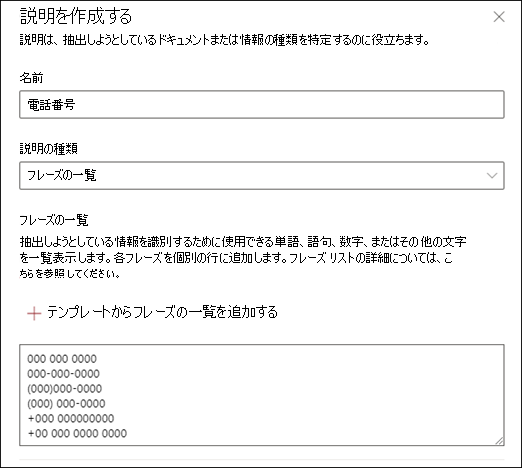 説明を作成する
説明は、抽出しようとしているドキュメントまたは情報の種類を特定するのに役立ちます。
名前
電話番号
説明の種類
フレーズの一覧
フレーズの一覧
抽出しようとしている情報を識別するために使用できる単語、語句、数字、またはその他の文字
を一覧表示します。各フレーズを個別の行に追加します。フレーズ リストの詳細については、こ
ちらを参照してください。
+ テンプレートからフレーズの一覧を追加する
000 000 0000
000-000-0000
(000)000-0000
(000) 000-0000
+000 000000000
+00 000 0000 0000